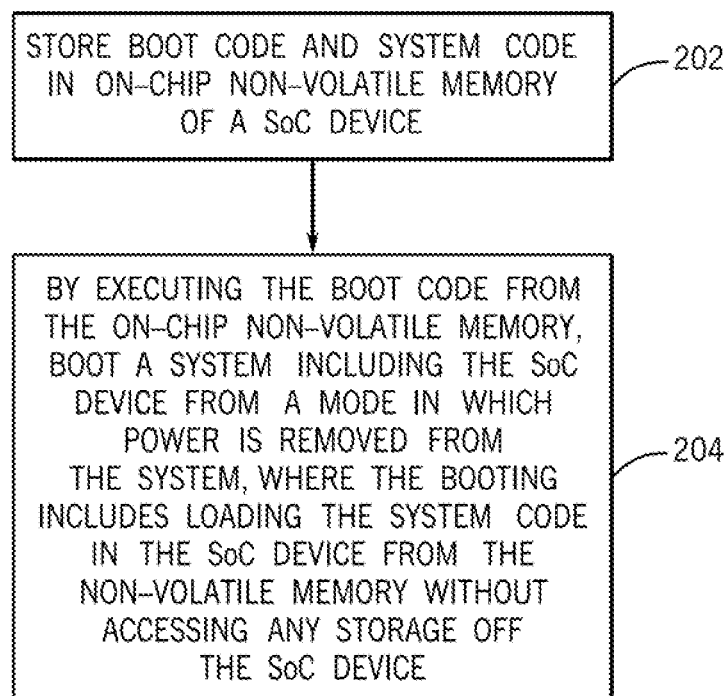 STORE BOOT CODE AND SYSTEM CODE
IN ON-CHIP NON-VOLATILE MEMORY
OF A SoC DEVICE
202
BY EXECUTING THE BOOT CODE FROM
THE ON-CHIP NON-VOLATILE MEMORY,
BOOT A SYSTEM INCLUDING THE SoC
DEVICE FROM A MODE IN WHICH
POWER IS REMOVED FROM
THE SYSTEM, WHERE THE BOOTING
INCLUDES LOADING THE SYSTEM CODE
IN THE SoC DEVICE FROM THE
NON-VOLATILE MEMORY WITHOUT
ACCESSING ANY STORAGE OFF
THE SoC DEVICE
204